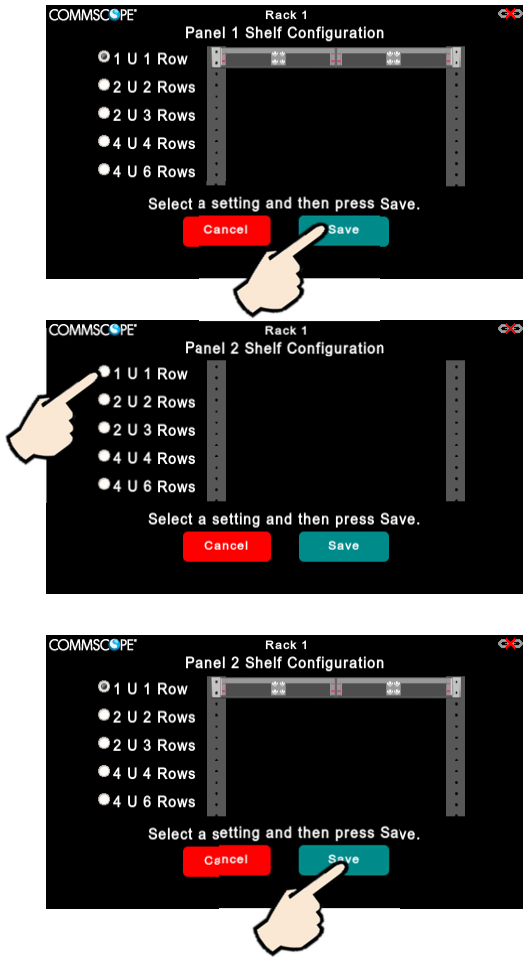 COMMSCOPE®
Rack 1
Panel 1 Shelf Configuration
1 U 1 Row
2 U 2 Rows
2 U 3 Rows
4 U 4 Rows
4 U 6 Rows
Select a setting and then press Save.
Cancel Save
COMMSCOPE®
Rack 1
Panel 2 Shelf Configuration
1 U 1 Row
2 U 2 Rows
2 U 3 Rows
4 U 4 Rows
4 U 6 Rows
Select a setting and then press Save.
Cancel Save
COMMSCOPE®
Rack 1
Panel 2 Shelf Configuration
1 U 1 Row
2 U 2 Rows
2 U 3 Rows
4 U 4 Rows
4 U 6 Rows
Select a setting and then press Save.
Cancel Save